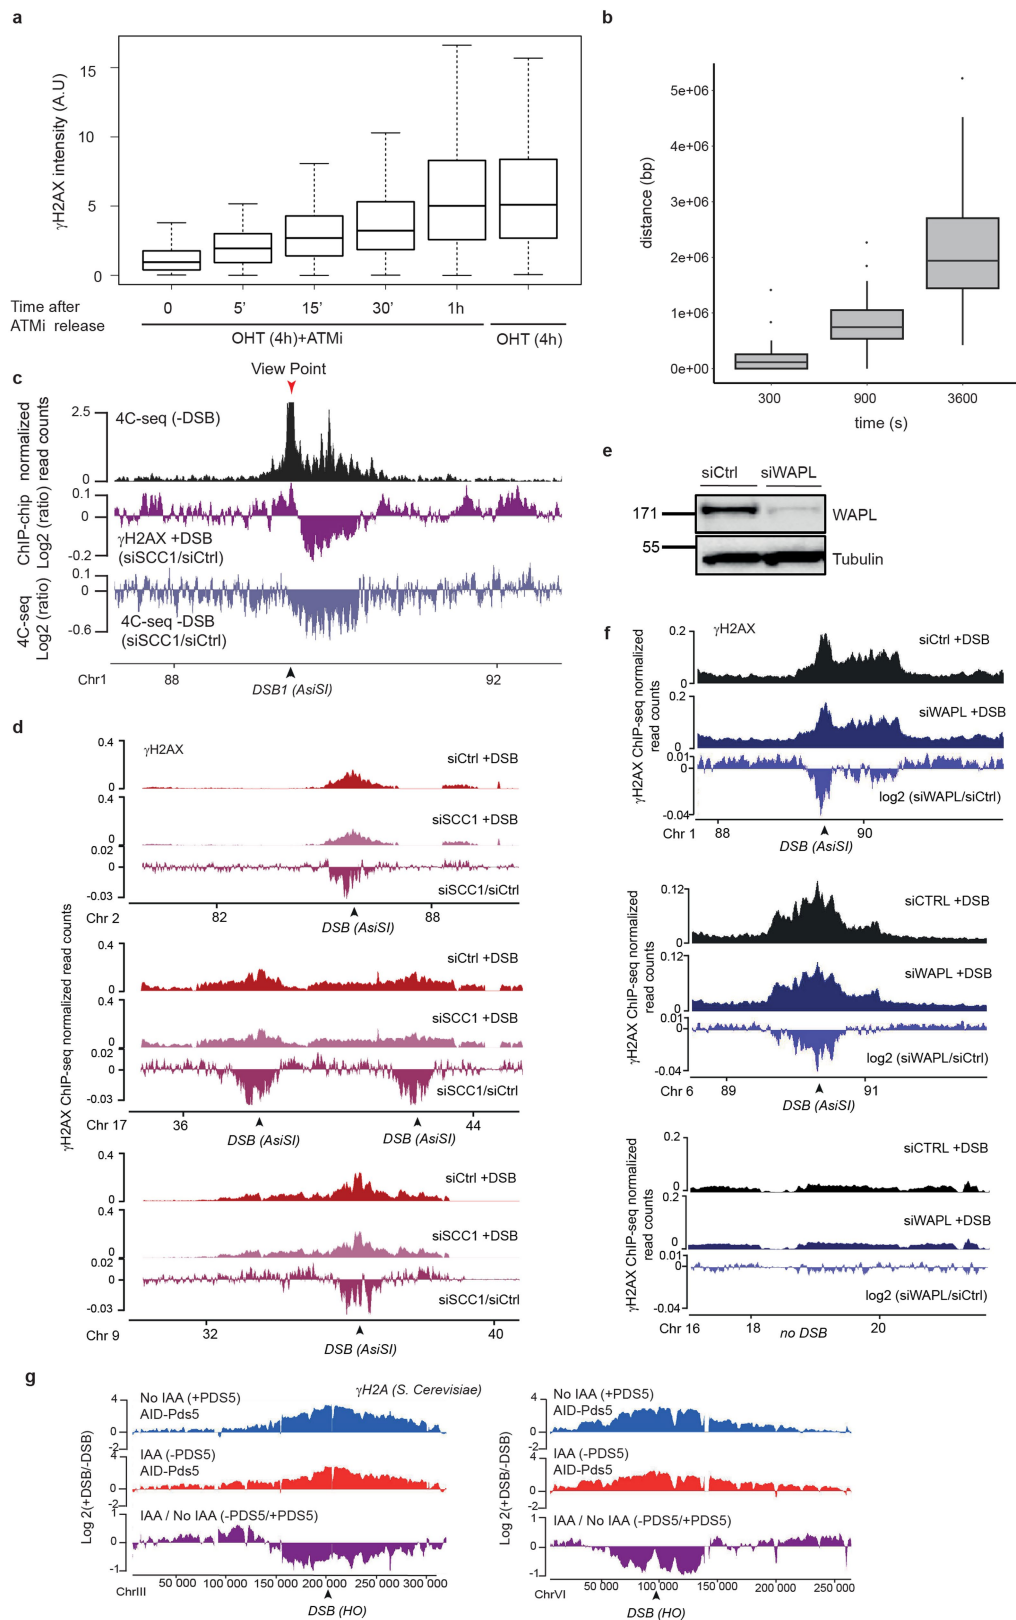 a
γH2AX intensity (A.U)
15
10
5
0
Time after
ATMi release
0 5' 15' 30' 1h
OHT (4h)+ATMi
OHT (4h)
b
distance (bp)
5e+06
4e+06
3e+06
2e+06
1e+06
0e+00
300 900 3600
time (s)
c
View Point
normalized
read counts
2.5
0
4C-seq (-DSB)
ChIP-chip
Log2 (ratio)
0.1
0
-0.2
γH2AX +DSB
(siSCC1/siCtrl)
4C-seq
Log2 (ratio)
0.1
0
-0.6
4C-seq -DSB
(siSCC1/siCtrl)
Chr1 88 92
DSB1 (AsiSI)
d
γH2AX ChIP-seq normalized read counts
γH2AX
0.4
0
siCtrl +DSB
0.4
0
siSCC1 +DSB
0.02
0
-0.03
siSCC1/siCtrl
Chr 2 82 88
DSB (AsiSI)
0.4
0
siCtrl +DSB
0.4
0
siSCC1 +DSB
0.02
0
-0.03
siSCC1/siCtrl
Chr 17 36 44
DSB (AsiSI) DSB (AsiSI)
0.4
0
siCtrl +DSB
0.4
0
siSCC1 +DSB
0.02
0
-0.03
siSCC1/siCtrl
Chr 9 32 40
DSB (AsiSI)
e
siCtrl siWAPL
171 WAPL
55 Tubulin
f
γH2AX
γH2AX ChIP-seq normalized
read counts
0.2
0
siCtrl +DSB
0.2
0
siWAPL +DSB
0.01
0
-0.04
log2 (siWAPL/siCtrl)
Chr 1 88 90
DSB (AsiSI)
γH2AX ChIP-seq normalized
read counts
0.12
0
siCTRL +DSB
0.12
0
siWAPL +DSB
0.01
0
-0.04
log2 (siWAPL/siCtrl)
Chr 6 89 91
DSB (AsiSI)
γH2AX ChIP-seq normalized
read counts
0.2
0
siCTRL +DSB
0.2
0
siWAPL +DSB
0.01
0
-0.04
log2 (siWAPL/siCtrl)
Chr 16 18 20
no DSB
g
Log 2(+DSB/-DSB)
γH2A (S. Cerevisiae)
4
0
-2
No IAA (+PDS5)
AID-Pds5
4
0
-2
IAA (-PDS5)
AID-Pds5
1
0
-1
IAA / No IAA (-PDS5/+PDS5)
ChrIII 50 000 100 000 150 000 200 000 250 000 300 000
DSB (HO)
Log 2(+DSB/-DSB)
4
0
-2
No IAA (+PDS5)
AID-Pds5
4
0
-2
IAA (-PDS5)
AID-Pds5
1
0
-1
IAA / No IAA (-PDS5/+PDS5)
ChrVI 50 000 100 000 150 000 200 000 250 000
DSB (HO)